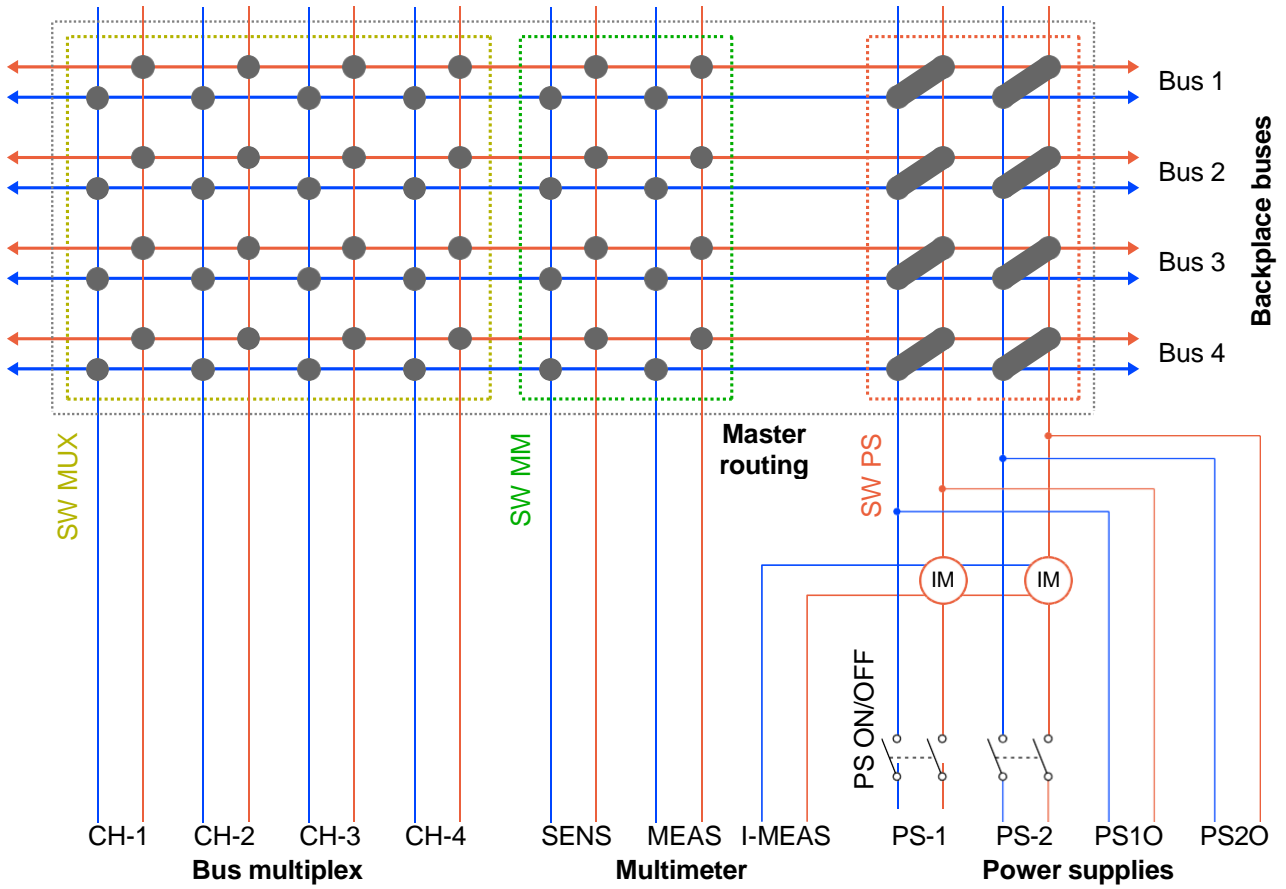 Bus 1
Bus 2
Bus 3
Bus 4
Backplace buses
SW MUX
SW MM
Master
routing
SW PS
IM
IM
PS ON/OFF
CH-1
CH-2
CH-3
CH-4
SENS
MEAS
I-MEAS
PS-1
PS-2
PS1O
PS2O
Bus multiplex
Multimeter
Power supplies